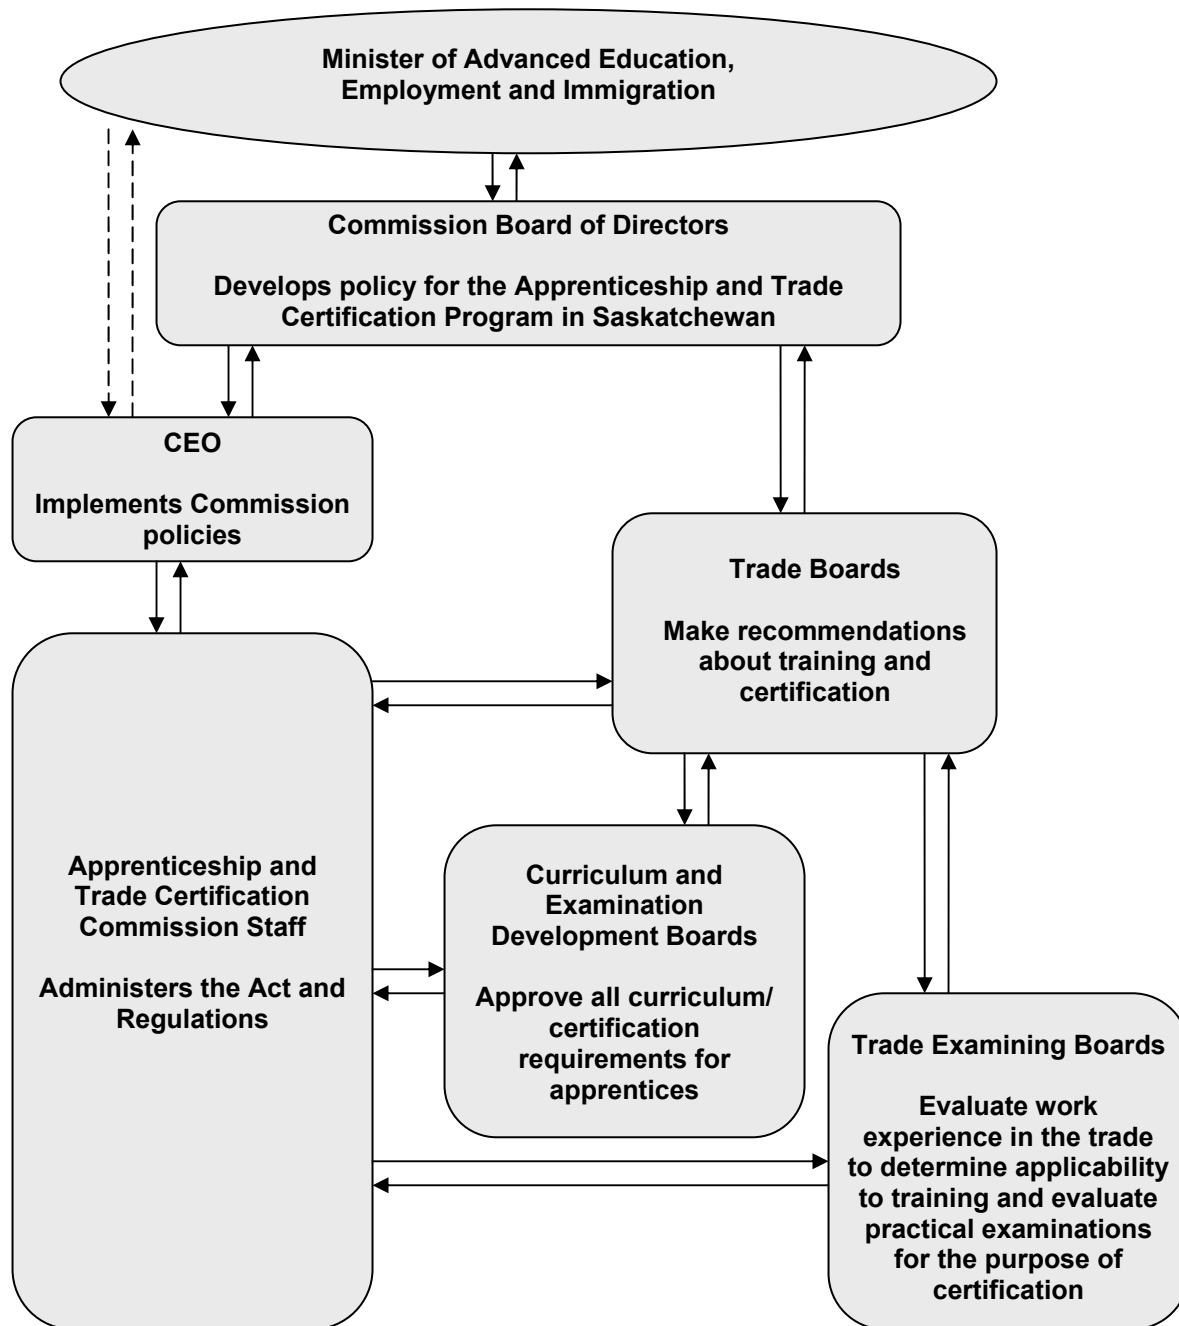 Minister of Advanced Education,
Employment and Immigration
Commission Board of Directors
Develops policy for the Apprenticeship and Trade
Certification Program in Saskatchewan
CEO
Implements Commission
policies
Trade Boards
Make recommendations
about training and
certification
Apprenticeship and
Trade Certification
Commission Staff
Administers the Act and
Regulations
Curriculum and
Examination
Development Boards
Approve all curriculum/
certification
requirements for
apprentices
Trade Examining Boards
Evaluate work
experience in the trade
to determine applicability
to training and evaluate
practical examinations
for the purpose of
certification